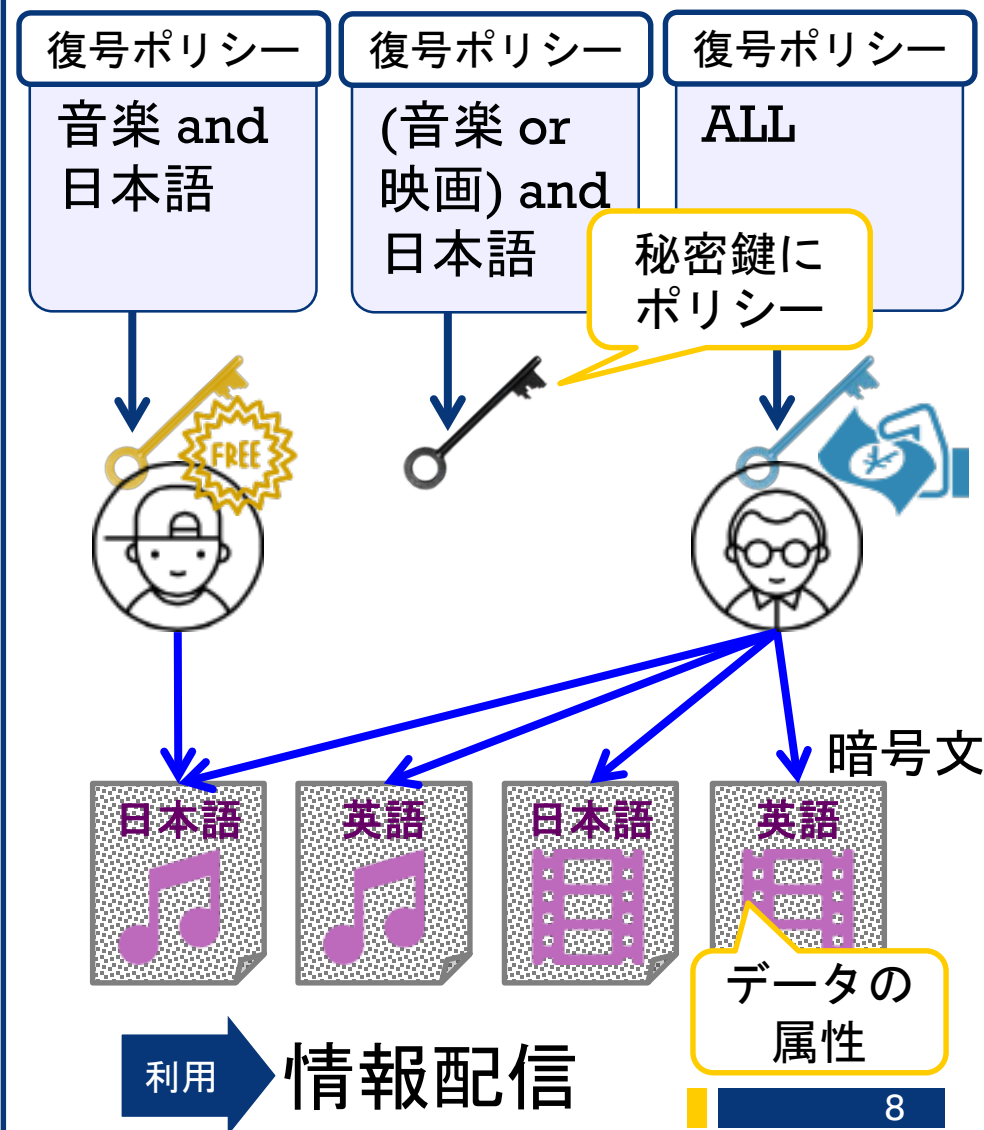 復号ポリシー
音楽 and
日本語
復号ポリシー
(音楽 or
映画) and
日本語
復号ポリシー
ALL
秘密鍵に
ポリシー
FREE
暗号文
日本語
英語
日本語
英語
データの
属性
利用
情報配信
8